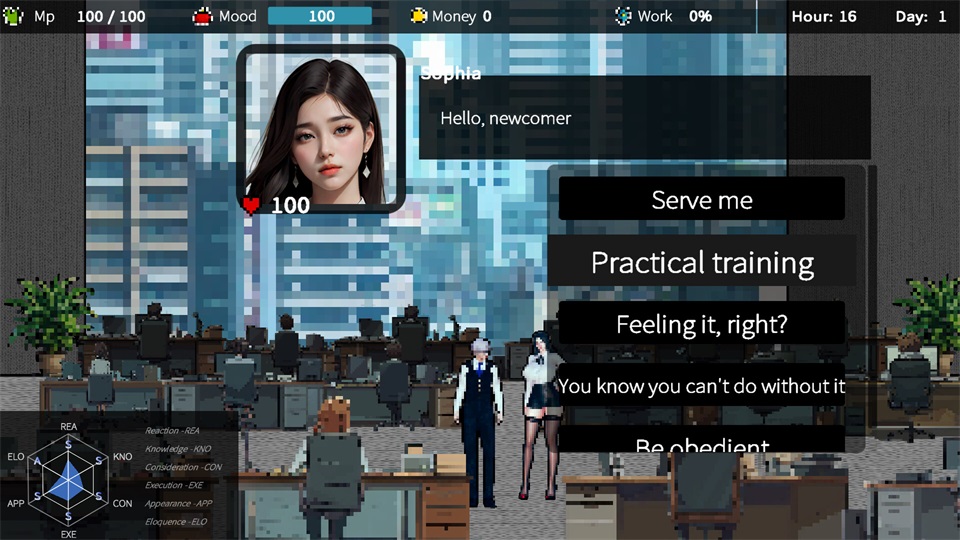 Mp 100 / 100 Mood 100 Money 0 Work 0% Hour: 16 Day: 1
Sophia
Hello, newcomer
100
Serve me
Practical training
Feeling it, right?
You know you can't do without it
Be obedient
REA
ELO A S S KNO
APP S S CON
S
EXE
Reaction -REA
Knowledge -KNO
Consideration -CON
Execution -EXE
Appearance -APP
Eloquence -ELO